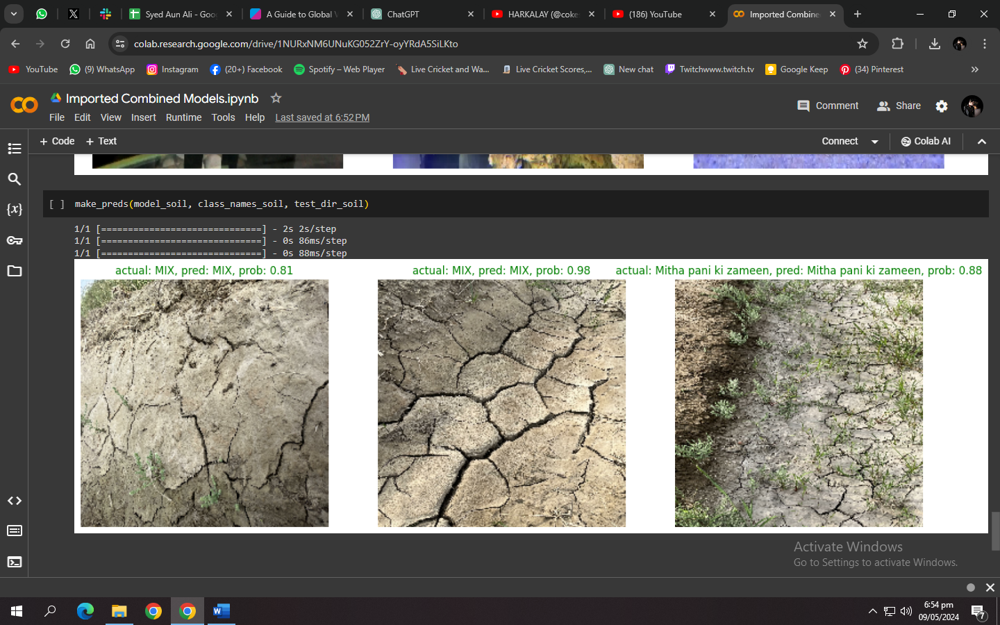 Syed Aun Ali - Goo
A Guide to Global V
ChatGPT
HARKALAY (@coke
(186) YouTube
Imported Combine
colab.research.google.com/drive/1NURxNM6UNuKG052ZrY-oyYRdA5SiLKto
YouTube
(9) WhatsApp
Instagram
(20+) Facebook
Spotify – Web Player
Live Cricket and Wa...
Live Cricket Scores,...
New chat
Twitchwww.twitch.tv
Google Keep
(34) Pinterest
Imported Combined Models.ipynb
Comment
Share
File Edit View Insert Runtime Tools Help Last saved at 6:52 PM
+ Code + Text
Connect
Colab AI
[ ] make_preds(model_soil, class_names_soil, test_dir_soil)
1/1 [==============================] - 2s 2s/step
1/1 [==============================] - 0s 86ms/step
1/1 [==============================] - 0s 88ms/step
actual: MIX, pred: MIX, prob: 0.81
actual: MIX, pred: MIX, prob: 0.98
actual: Mitha pani ki zameen, pred: Mitha pani ki zameen, prob: 0.88
Activate Windows
Go to Settings to activate Windows.
6:54 pm
09/05/2024
7